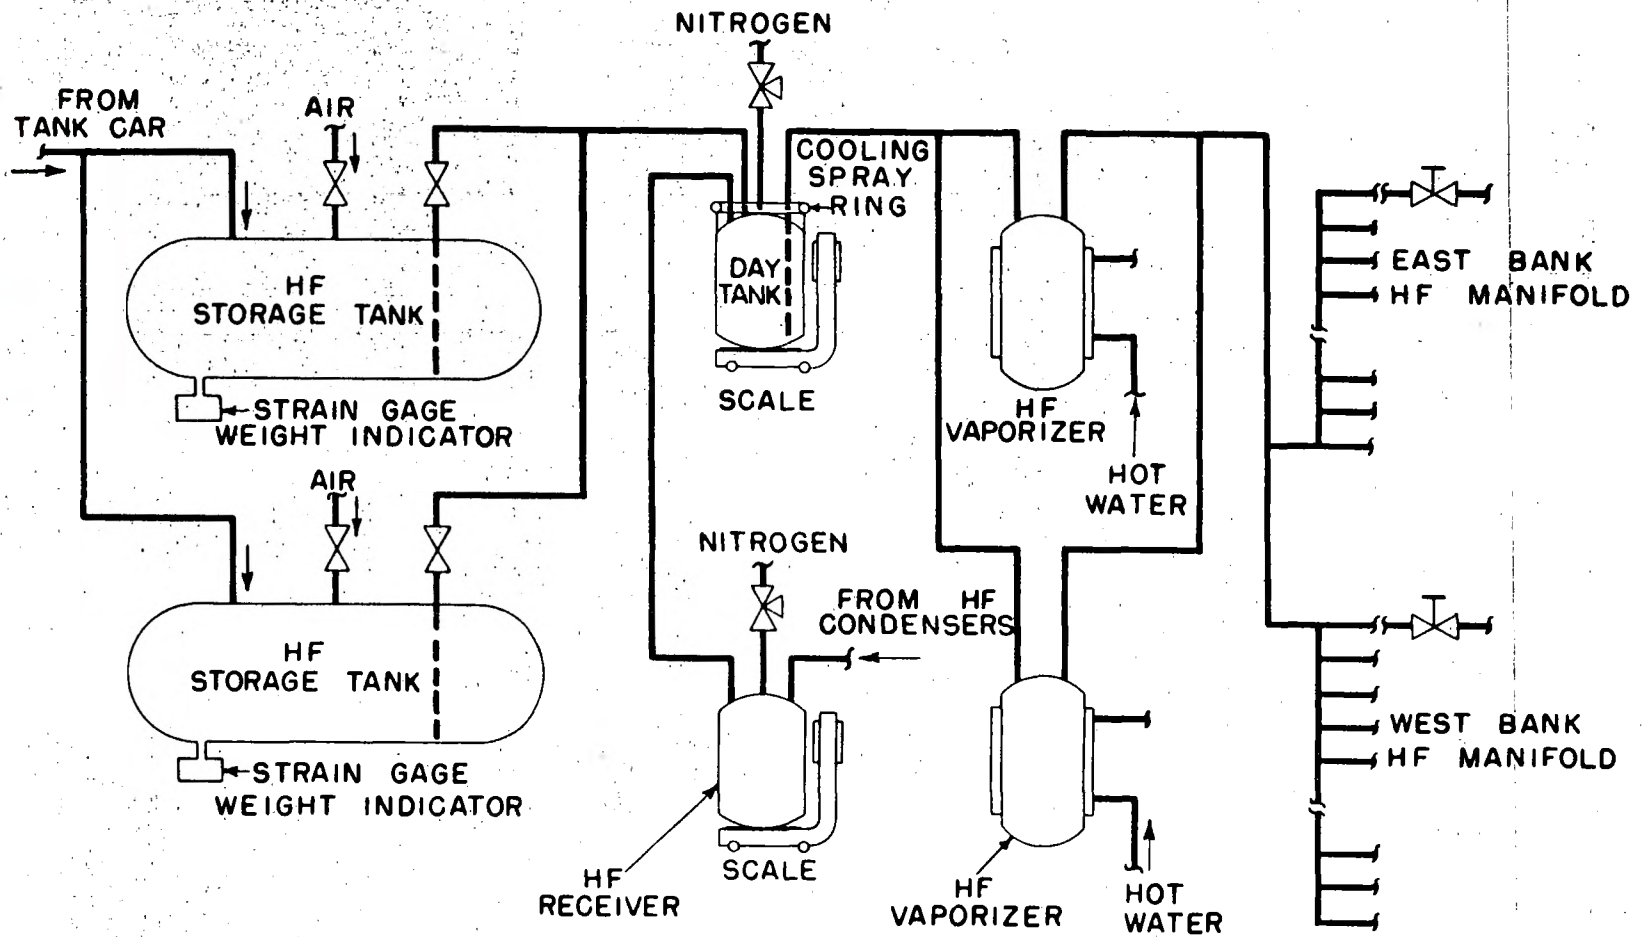 NITROGEN
FROM
TANK CAR
AIR
COOLING
SPRAY
RING
HF
STORAGE TANK
DAY
TANK
EAST BANK
HF MANIFOLD
SCALE
STRAIN GAGE
WEIGHT INDICATOR
HF
VAPORIZER
HOT
WATER
AIR
NITROGEN
FROM HF
CONDENSERS
HF
STORAGE TANK
WEST BANK
HF MANIFOLD
STRAIN GAGE
WEIGHT INDICATOR
SCALE
HF
RECEIVER
HF
VAPORIZER
HOT
WATER